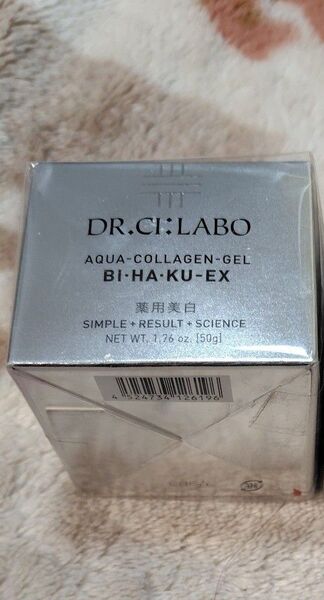 DR.CI:LABO
AQUA-COLLAGEN-GEL
BI·HA·KU-EX
薬用美白
SIMPLE + RESULT + SCIENCE
NET WT. 1.76 oz. [50g]
4 524734 126196